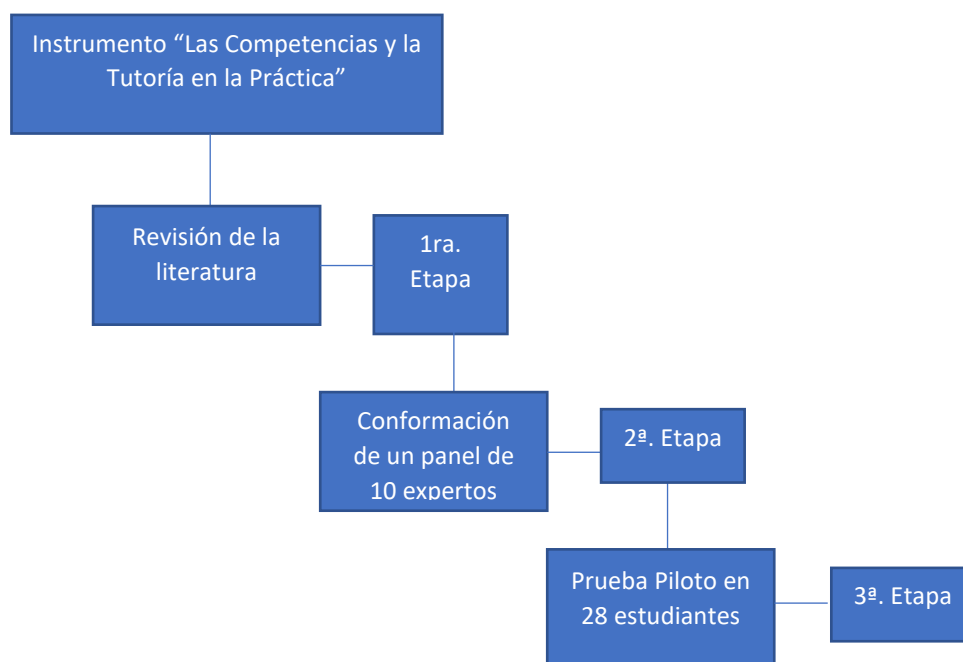 Instrumento “Las Competencias y la
Tutoría en la Práctica”
Revisión de la
literatura
1ra.
Etapa
Conformación
de un panel de
10 expertos
2ª. Etapa
Prueba Piloto en
28 estudiantes
3ª. Etapa